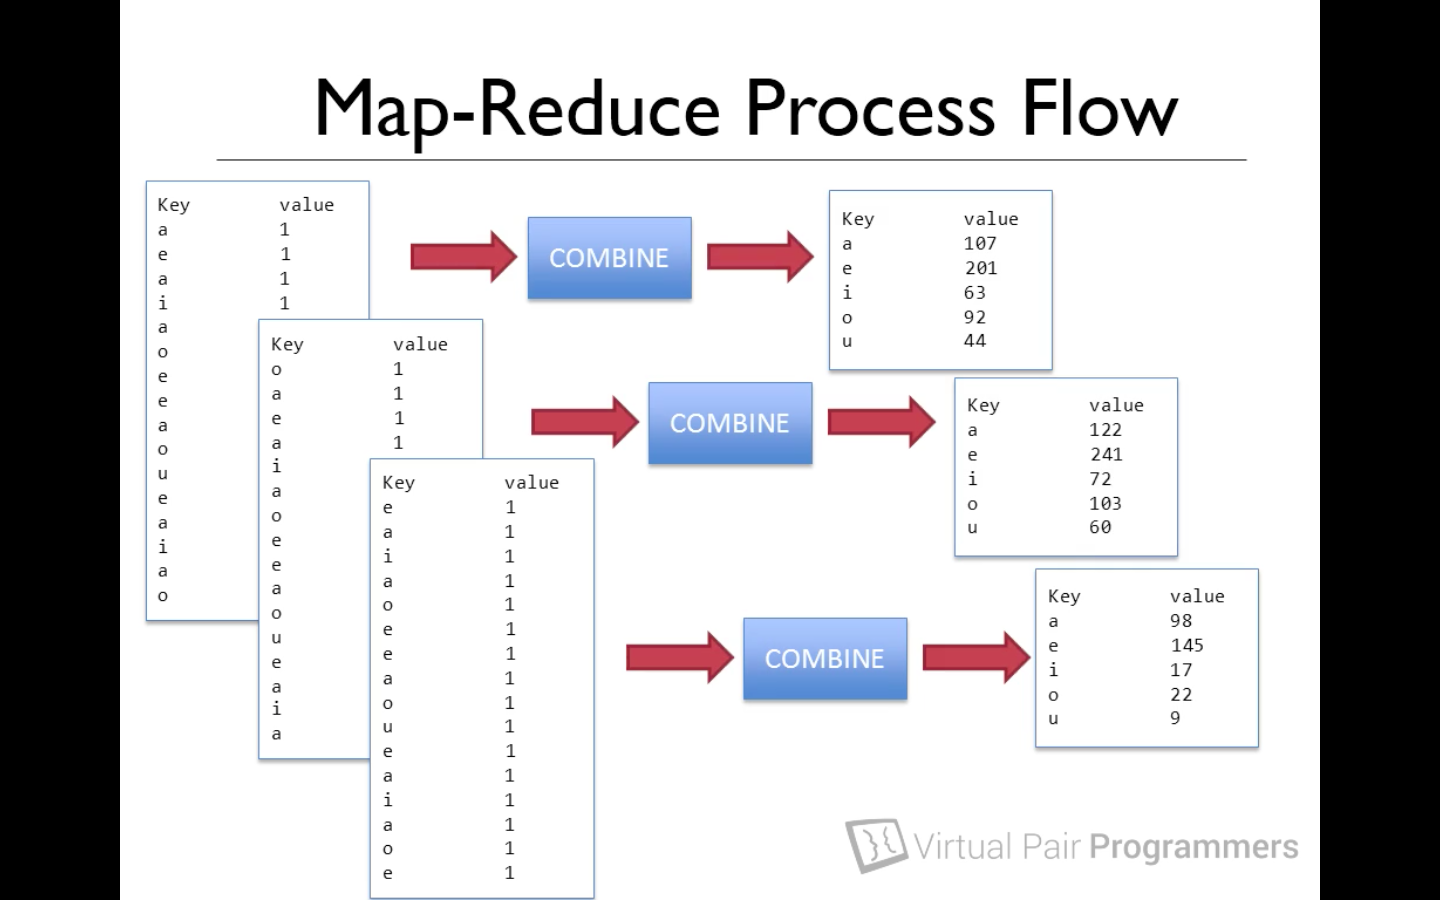 Map-Reduce Process Flow
Key value
a 1
e 1
a 1
i 1
a
o
e
e
a
o
u
e
a
i
a
o
COMBINE
Key value
a 107
e 201
i 63
o 92
u 44
Key value
o 1
a 1
e 1
a 1
i
a
o
e
e
a
o
u
e
a
i
a
COMBINE
Key value
a 122
e 241
i 72
o 103
u 60
Key value
e 1
a 1
i 1
a 1
o 1
e 1
e 1
a 1
o 1
u 1
e 1
a 1
i 1
a 1
o 1
e 1
COMBINE
Key value
a 98
e 145
i 17
o 22
u 9
Virtual Pair Programmers